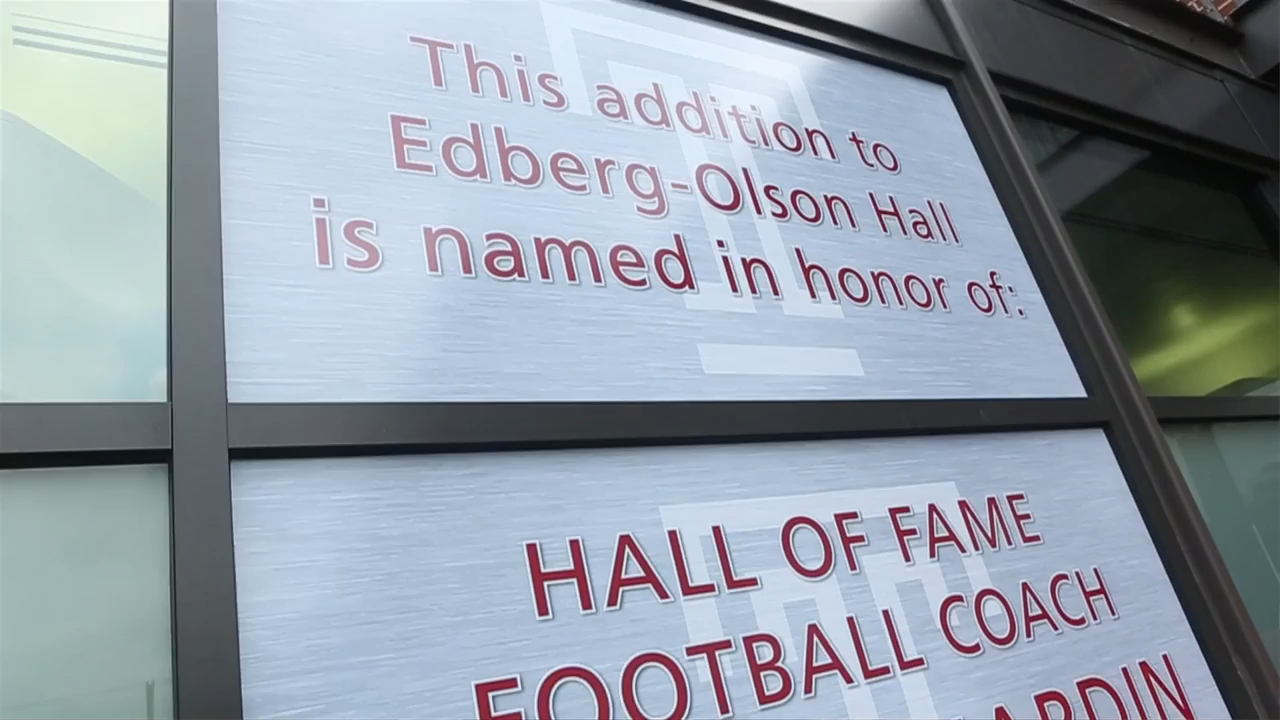 This addition to
Edberg-Olson Hall
is named in honor of:
HALL OF FAME
FOOTBALL COACH